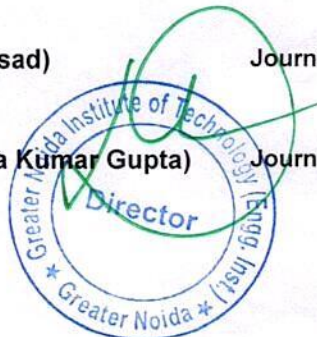 sad) Journ
Greater Noida Institute of Technology (Engg. Inst.)
a Kumar Gupta) Journ
Director
★ Greater Noida ★